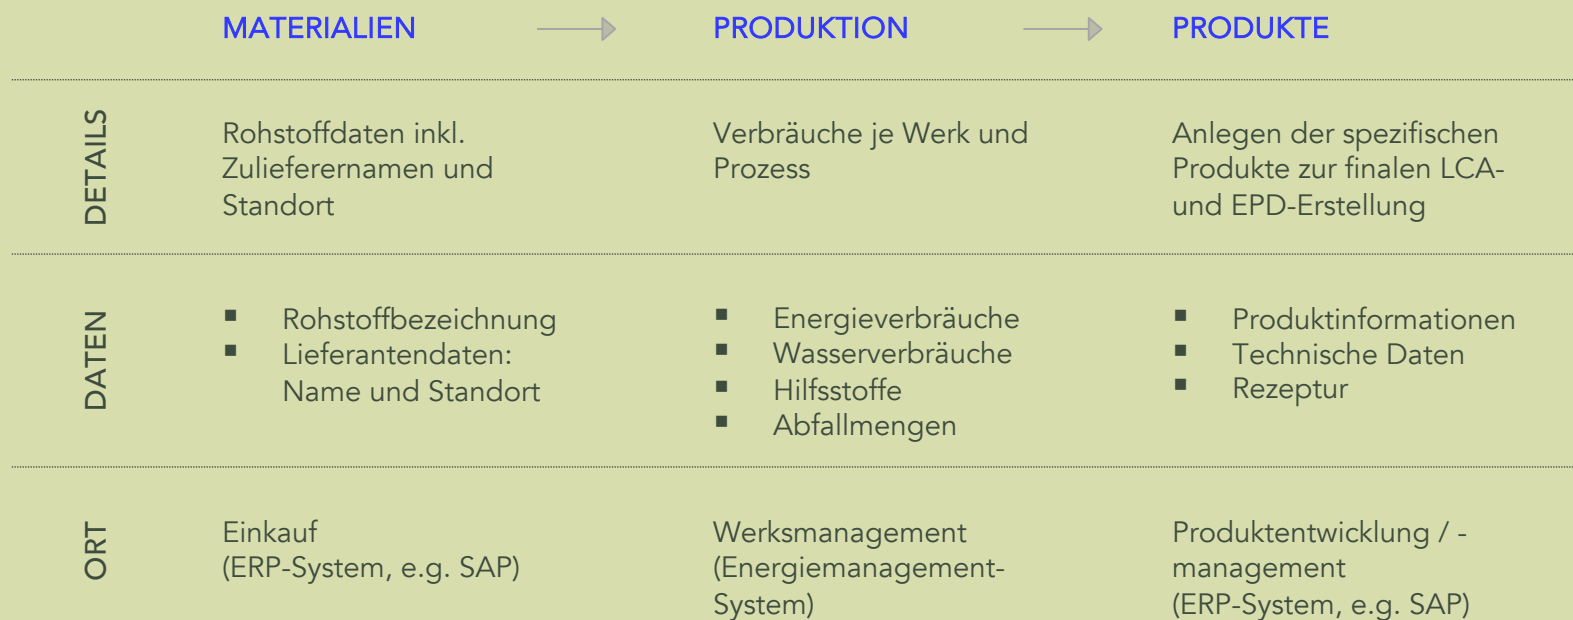 MATERIALIEN
PRODUKTION
PRODUKTE
DETAILS
Rohstoffdaten inkl.
Zulieferernamen und
Standort
Verbräuche je Werk und
Prozess
Anlegen der spezifischen
Produkte zur finalen LCA-
und EPD-Erstellung
DATEN
▪ Rohstoffbezeichnung
▪ Lieferantendaten:
Name und Standort
▪ Energieverbräuche
▪ Wasserverbräuche
▪ Hilfsstoffe
▪ Abfallmengen
▪ Produktinformationen
▪ Technische Daten
▪ Rezeptur
ORT
Einkauf
(ERP-System, e.g. SAP)
Werksmanagement
(Energiemanagement-
System)
Produktentwicklung / -
management
(ERP-System, e.g. SAP)